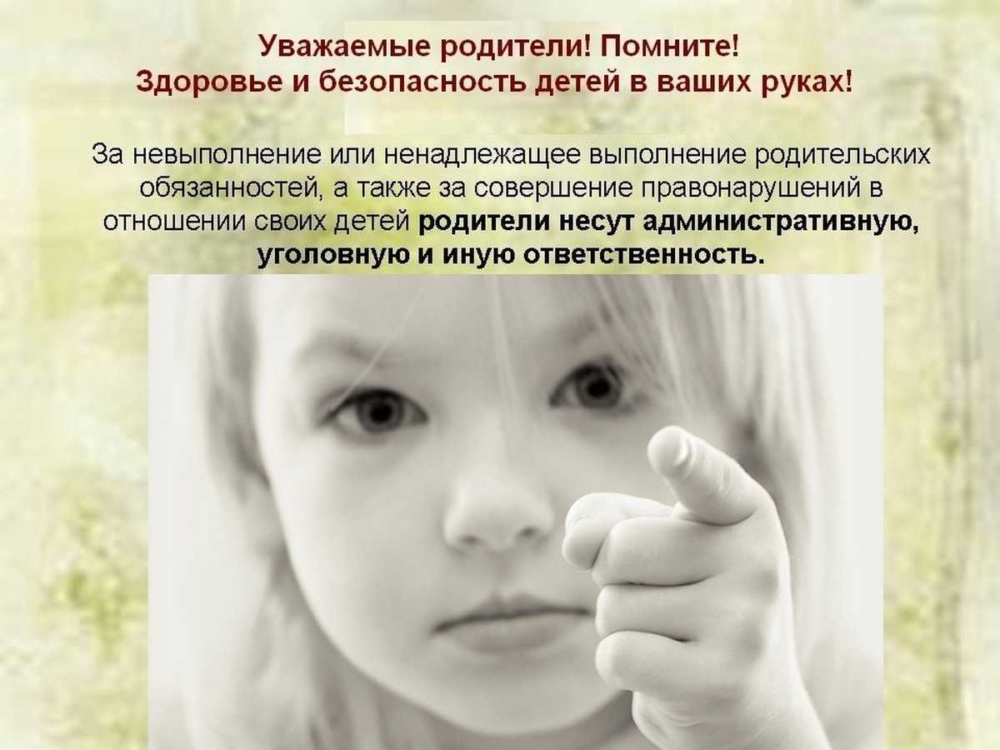 Уважаемые родители! Помните!
Здоровье и безопасность детей в ваших руках!
За невыполнение или ненадлежащее выполнение родительских
обязанностей, а также за совершение правонарушений в
отношении своих детей родители несут административную,
уголовную и иную ответственность.